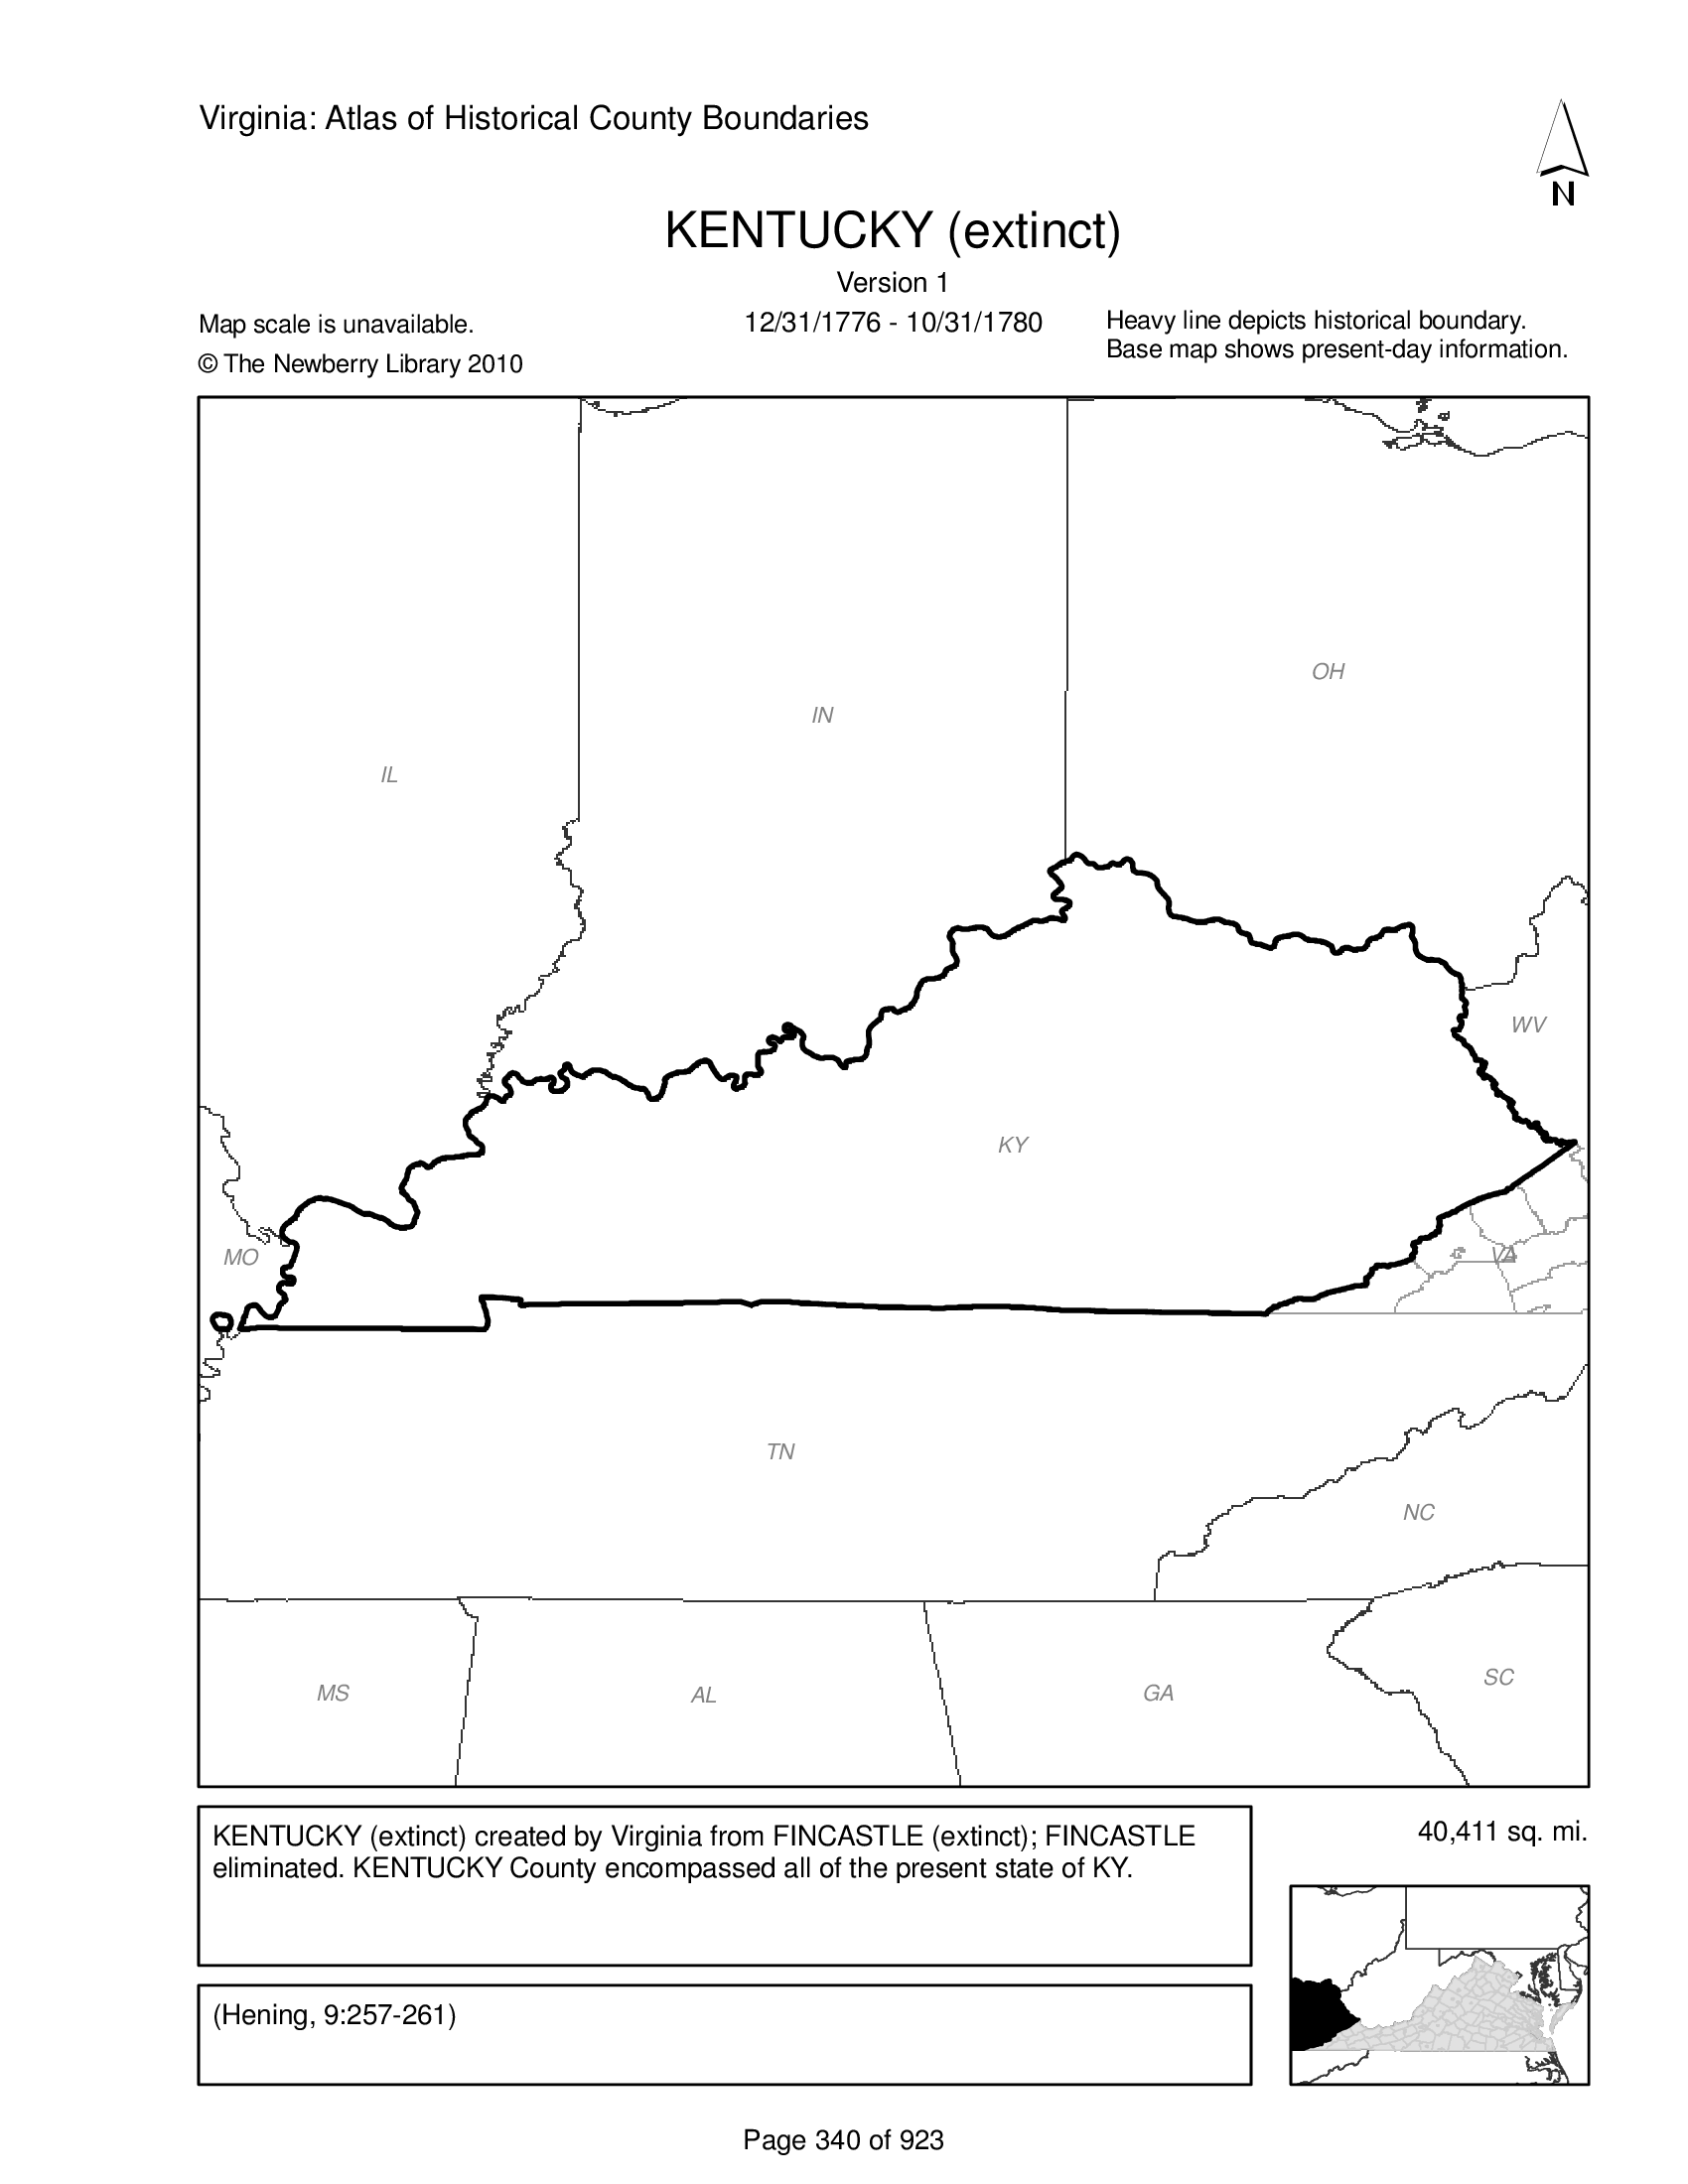 Virginia: Atlas of Historical County Boundaries
N
KENTUCKY (extinct)
Version 1
Map scale is unavailable.
12/31/1776 - 10/31/1780
Heavy line depicts historical boundary.
© The Newberry Library 2010
Base map shows present-day information.
OH
IN
IL
WV
KY
MO
VA
TN
NC
MS
AL
GA
SC
KENTUCKY (extinct) created by Virginia from FINCASTLE (extinct); FINCASTLE
eliminated. KENTUCKY County encompassed all of the present state of KY.
40,411 sq. mi.
(Hening, 9:257-261)
Page 340 of 923